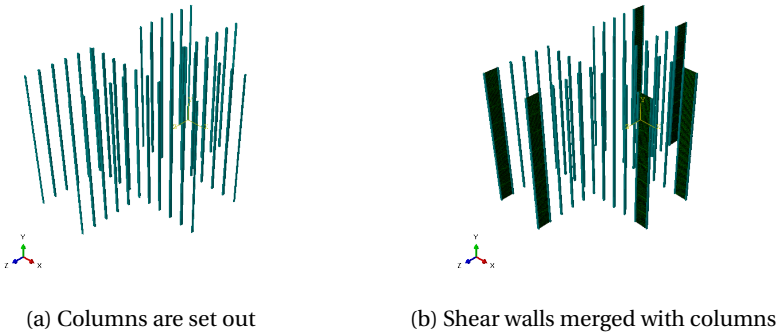 Y
Z
X
Y
Z
X
(a) Columns are set out
(b) Shear walls merged with columns